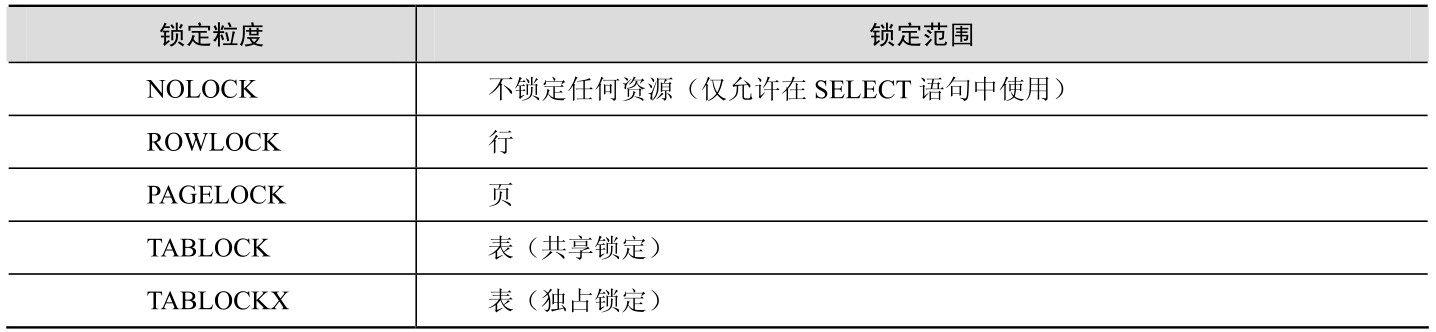 锁定粒度 锁定范围
NOLOCK 不锁定任何资源（仅允许在 SELECT 语句中使用）
ROWLOCK 行
PAGELOCK 页
TABLOCK 表（共享锁定）
TABLOCKX 表（独占锁定）